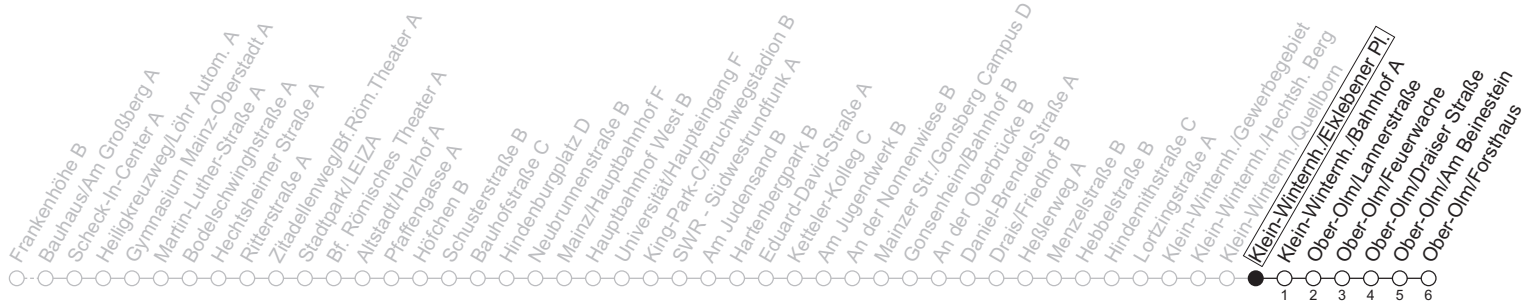 Frankenhöhe B
Bauhaus/Am Großberg A
Scheck-In-Center A
Heiligkreuzweg/Löhr Autom. A
Gymnasium Mainz-Oberstadt A
Martin-Luther-Straße A
Bodelschwinghstraße A
Hechtsheimer Straße A
Ritterstraße A
Zitadellenweg/Bf.Röm.Theater A
Stadtpark/LEIZA
Bf. Römisches Theater A
Altstadt/Holzhof A
Pfaffengasse A
Höfchen B
Schusterstraße B
Bauhofstraße C
Hindenburgplatz D
Neubrunnenstraße B
Mainz/Hauptbahnhof F
Hauptbahnhof West B
Universität/Haupteingang F
King-Park-C/Bruchwegstadion B
SWR - Südwestrundfunk A
Am Judensand B
Hartenbergpark B
Eduard-David-Straße A
Ketteler-Kolleg C
Am Jugendwerk B
An der Nonnenwiese B
Mainzer Str./Gonsberg Campus D
Gonsenheim/Bahnhof B
An der Oberbrücke B
Daniel-Brendel-Straße A
Drais/Friedhof B
Heßlenweg A
Menzelstraße B
Hebbelstraße B
Hindemithstraße C
Lortzingstraße A
Klein-Winternh./Gewerbegebiet
Klein-Winternh./Hechtsh. Berg
Klein-Winternh./Quellborn
Klein-Winternh./Elxlebener Pl.
Klein-Winternh./Bahnhof A
Ober-Olm/Lannerstraße
Ober-Olm/Feuerwache
Ober-Olm/Draiser Straße
Ober-Olm/Am Beinestein
Ober-Olm/Forsthaus
1 2 3 4 5 6